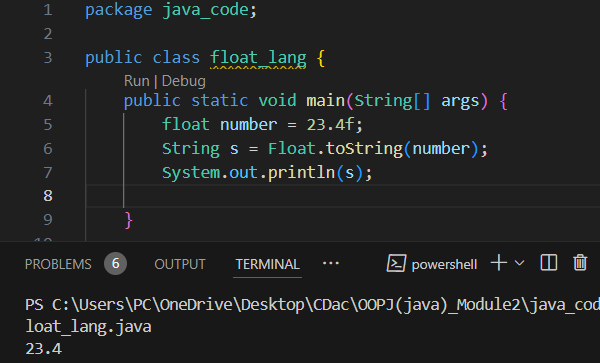 1 package java_code;
2
3 public class float_lang {
Run | Debug
4 public static void main(String[] args) {
5 float number = 23.4f;
6 String s = Float.toString(number);
7 System.out.println(s);
8
9 }
PROBLEMS 6 OUTPUT TERMINAL ··· powershell
PS C:\Users\PC\OneDrive\Desktop\CDac\OOPJ(java)_Module2\java_cod
loat_lang.java
23.4